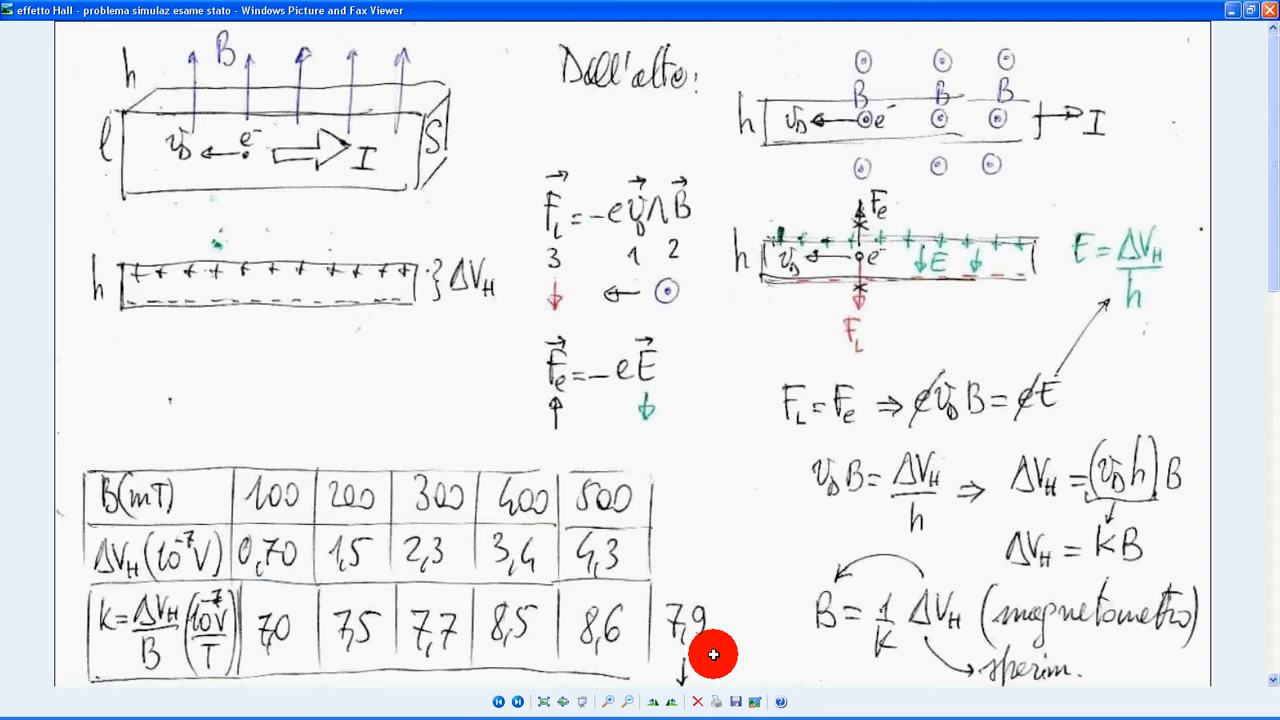 effetto Hall - problema simulaz esame stato - Windows Picture and Fax Viewer
h B
l v_D e⁻ I S
Dall'alto:
B B B
h v_D e⁻ I
h + + + + + + + + + } ΔV_H
F_L = -e v_D ∧ B
3 1 2
F_e = -e E
F_e
+ + + + + + + + +
h v_D e⁻ E
F_L
E = ΔV_H / h
F_L = F_e ⇒ e v_D B = e E
v_D B = ΔV_H / h ⇒ ΔV_H = (v_D h) B
ΔV_H = k B
B = 1/k ΔV_H (magnetometro)
sperim.
B(mT) 100 200 300 400 500
ΔV_H (10⁻⁷V) 0,70 1,5 2,3 3,4 4,3
k = ΔV_H / B (10⁻⁷V / T) 7,0 7,5 7,7 8,5 8,6 7,9